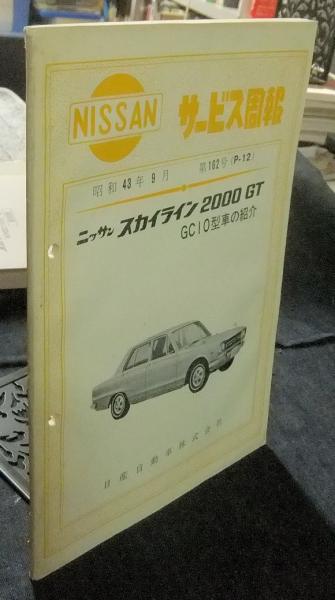 NISSAN
サービス周報
昭和43年9月 第162号(P-12)
ニッサン スカイライン 2000 GT
GC10型車の紹介
日産自動車株式会社